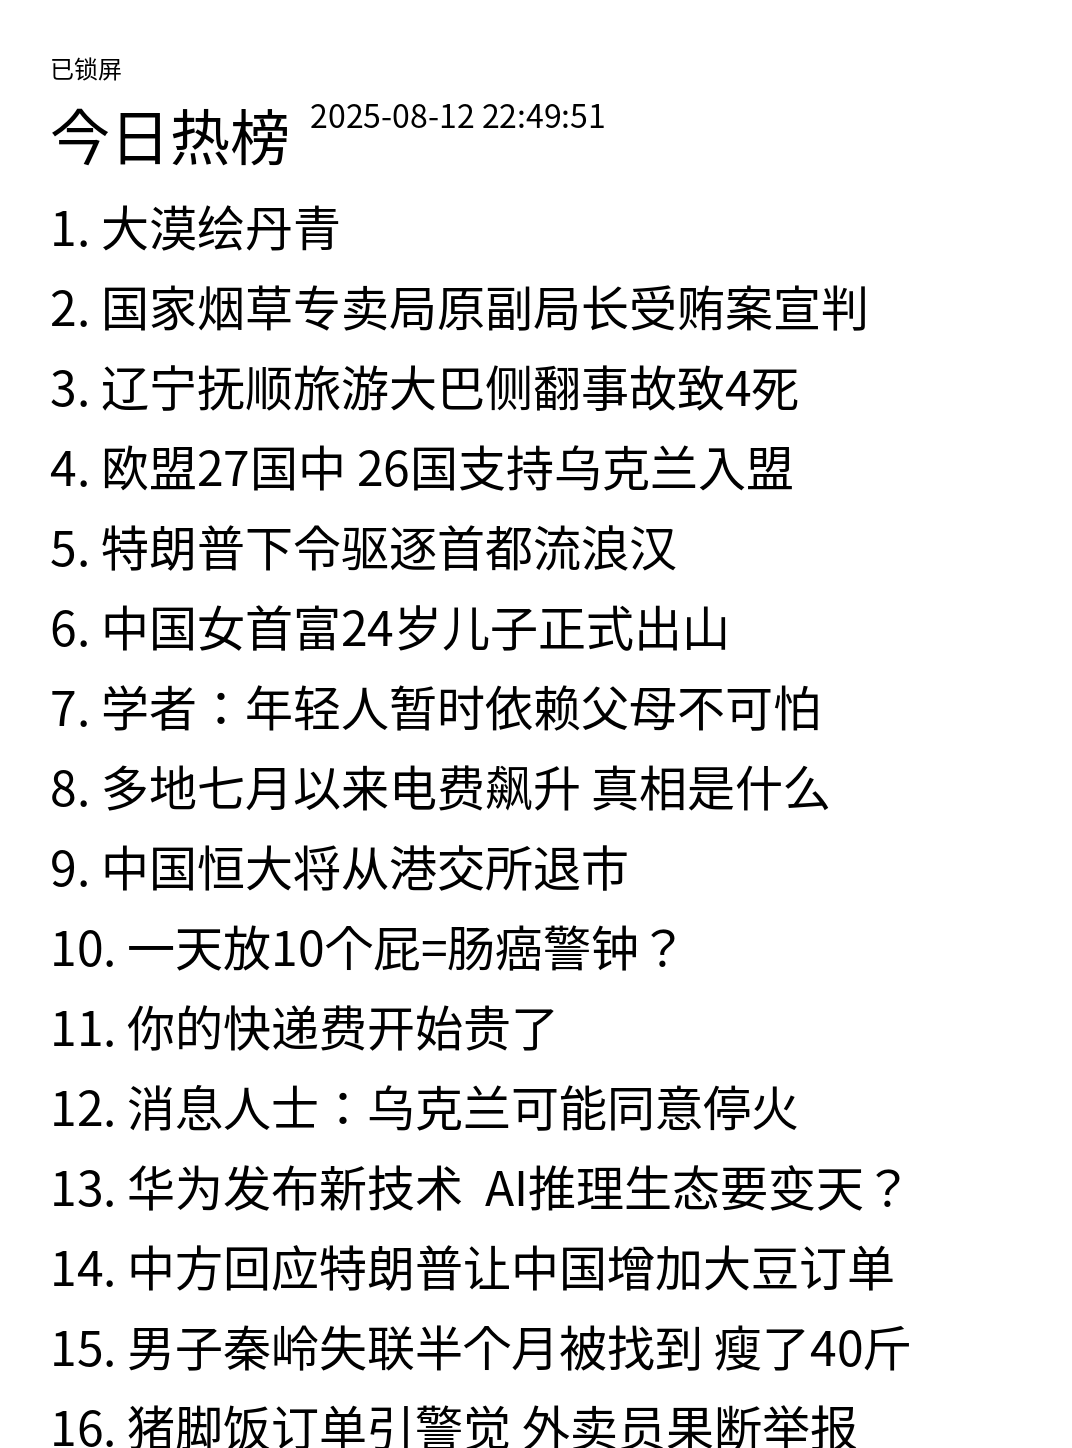 已锁屏
今日热榜 2025-08-12 22:49:51
1. 大漠绘丹青
2. 国家烟草专卖局原副局长受贿案宣判
3. 辽宁抚顺旅游大巴侧翻事故致4死
4. 欧盟27国中 26国支持乌克兰入盟
5. 特朗普下令驱逐首都流浪汉
6. 中国女首富24岁儿子正式出山
7. 学者：年轻人暂时依赖父母不可怕
8. 多地七月以来电费飙升 真相是什么
9. 中国恒大将从港交所退市
10. 一天放10个屁=肠癌警钟？
11. 你的快递费开始贵了
12. 消息人士：乌克兰可能同意停火
13. 华为发布新技术  AI推理生态要变天？
14. 中方回应特朗普让中国增加大豆订单
15. 男子秦岭失联半个月被找到 瘦了40斤
16. 猪脚饭订单引警觉 外卖员果断举报